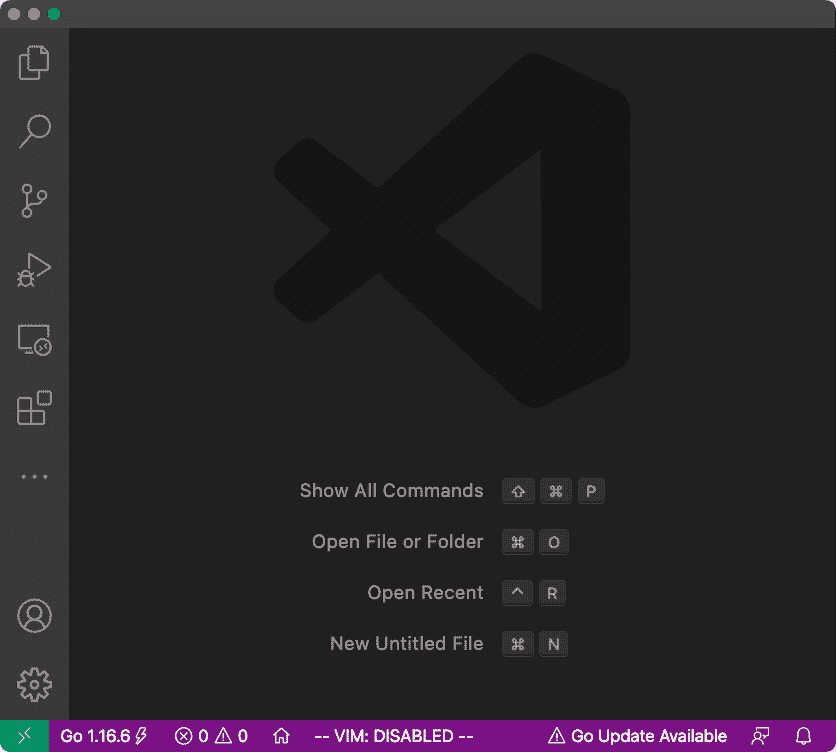 Show All Commands ⇧ ⌘ P
Open File or Folder ⌘ O
Open Recent ^ R
New Untitled File ⌘ N
Go 1.16.6 0 0 -- VIM: DISABLED -- Go Update Available